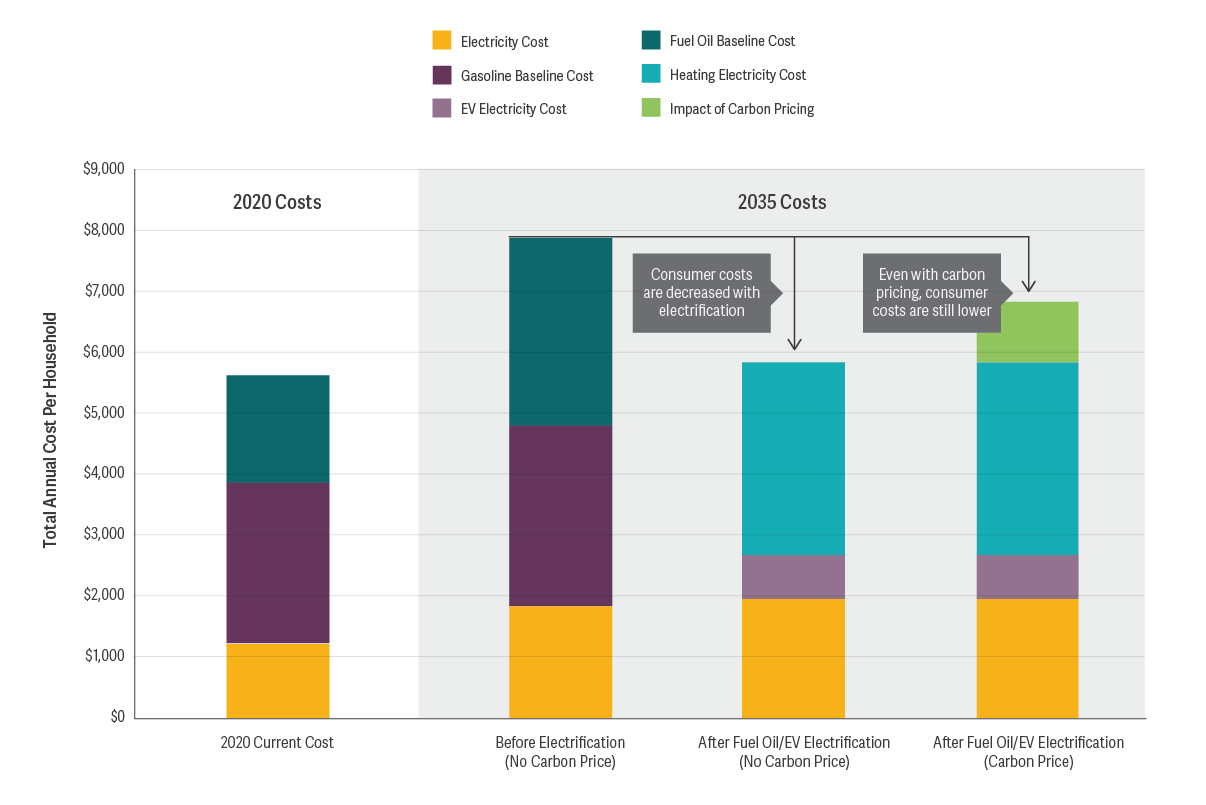 Electricity Cost
Gasoline Baseline Cost
EV Electricity Cost
Fuel Oil Baseline Cost
Heating Electricity Cost
Impact of Carbon Pricing
Total Annual Cost Per Household
$9,000
$8,000
$7,000
$6,000
$5,000
$4,000
$3,000
$2,000
$1,000
$0
2020 Costs
2035 Costs
Consumer costs
are decreased with
electrification
Even with carbon
pricing, consumer
costs are still lower
2020 Current Cost
Before Electrification
(No Carbon Price)
After Fuel Oil/EV Electrification
(No Carbon Price)
After Fuel Oil/EV Electrification
(Carbon Price)